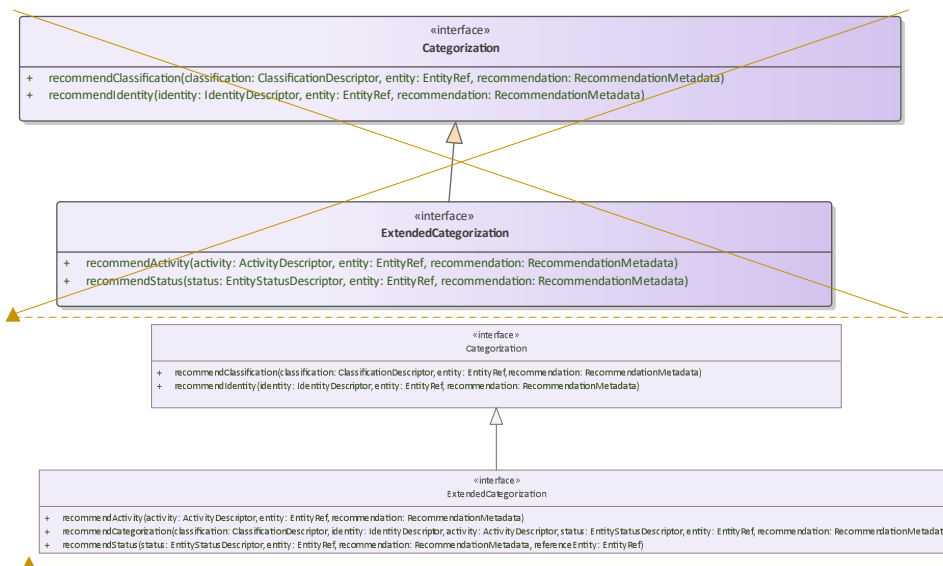 «interface»
Categorization
+ recommendClassification(classification: ClassificationDescriptor, entity: EntityRef, recommendation: RecommendationMetadata)
+ recommendIdentity(identity: IdentityDescriptor, entity: EntityRef, recommendation: RecommendationMetadata)
«interface»
ExtendedCategorization
+ recommendActivity(activity: ActivityDescriptor, entity: EntityRef, recommendation: RecommendationMetadata)
+ recommendStatus(status: EntityStatusDescriptor, entity: EntityRef, recommendation: RecommendationMetadata)
«interface»
Categorization
+ recommendClassification(classification: ClassificationDescriptor, entity: EntityRef, recommendation: RecommendationMetadata)
+ recommendIdentity(identity: IdentityDescriptor, entity: EntityRef, recommendation: RecommendationMetadata)
«interface»
ExtendedCategorization
+ recommendActivity(activity: ActivityDescriptor, entity: EntityRef, recommendation: RecommendationMetadata)
+ recommendCategorization(classification: ClassificationDescriptor, identity: IdentityDescriptor, activity: ActivityDescriptor, status: EntityStatusDescriptor, entity: EntityRef, recommendation: RecommendationMetada
+ recommendStatus(status: EntityStatusDescriptor, entity: EntityRef, recommendation: RecommendationMetadata, referenceEntity: EntityRef)